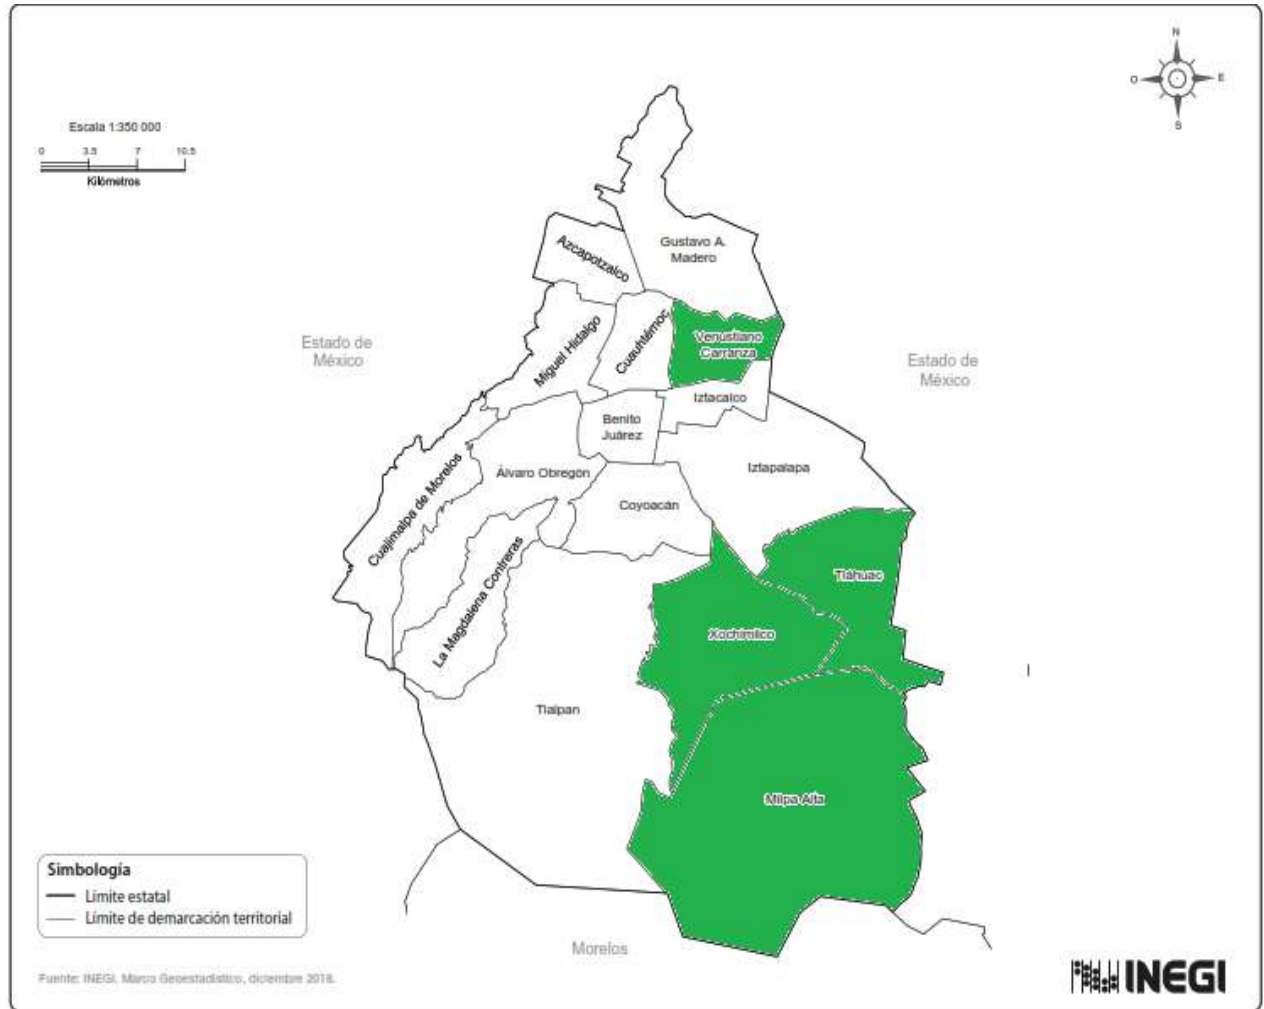 N
O
E
S
Escala 1:350 000
0 3.5 7 10.5
Kilómetros
Gustavo A.
Madero
Azcapotzalco
Estado de
México
Miguel Hidalgo
Cuauhtémoc
Venustiano
Carranza
Estado de
México
Iztacalco
Benito
Juárez
Cuajimalpa de Morelos
Álvaro Obregón
Iztapalapa
Coyoacán
La Magdalena Contreras
Tláhuac
Xochimilco
Tlalpan
Milpa Alta
Simbología
Límite estatal
Límite de demarcación territorial
Morelos
Fuente: INEGI. Marco Geoestadístico, diciembre 2018.
INEGI